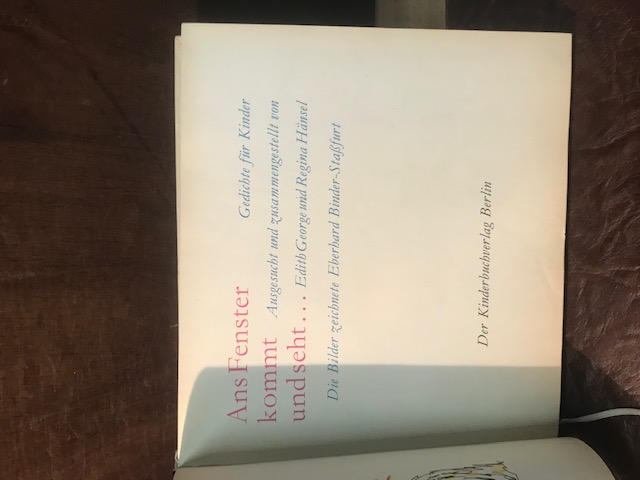 Ans Fenster
kommt
und seht...
Gedichte für Kinder
Ausgesucht und zusammengestellt von
Edith George und Regina Hänsel
Die Bilder zeichnete Eberhard Binder-Staßfurt
Der Kinderbuchverlag Berlin